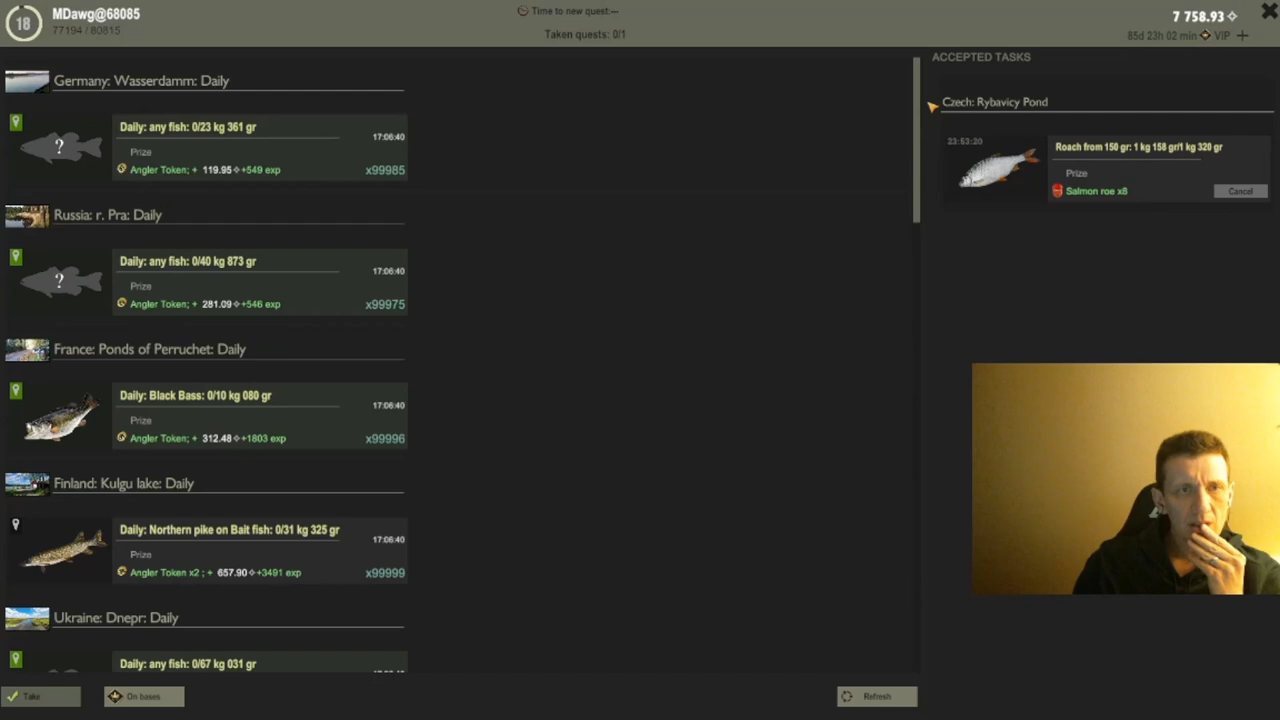 18
MDawg@68085
77194 / 80815
Time to new quest:—
Taken quests: 0/1
7 758.93
85d 23h 02 min VIP +
Germany: Wasserdamm: Daily
Daily: any fish: 0/23 kg 361 gr
17:06:40
Prize
Angler Token; + 119.95 +549 exp
x99985
Russia: r. Pra: Daily
Daily: any fish: 0/40 kg 873 gr
17:06:40
Prize
Angler Token; + 281.09 +546 exp
x99975
France: Ponds of Perruchet: Daily
Daily: Black Bass: 0/10 kg 080 gr
17:06:40
Prize
Angler Token; + 312.48 +1803 exp
x99996
Finland: Kulgu lake: Daily
Daily: Northern pike on Bait fish: 0/31 kg 325 gr
17:06:40
Prize
Angler Token x2 ; + 657.90 +3491 exp
x99999
Ukraine: Dnepr: Daily
Daily: any fish: 0/67 kg 031 gr
Take
On bases
Refresh
ACCEPTED TASKS
Czech: Rybavicy Pond
23:53:20
Roach from 150 gr: 1 kg 158 gr/1 kg 320 gr
Prize
Salmon roe x8
Cancel